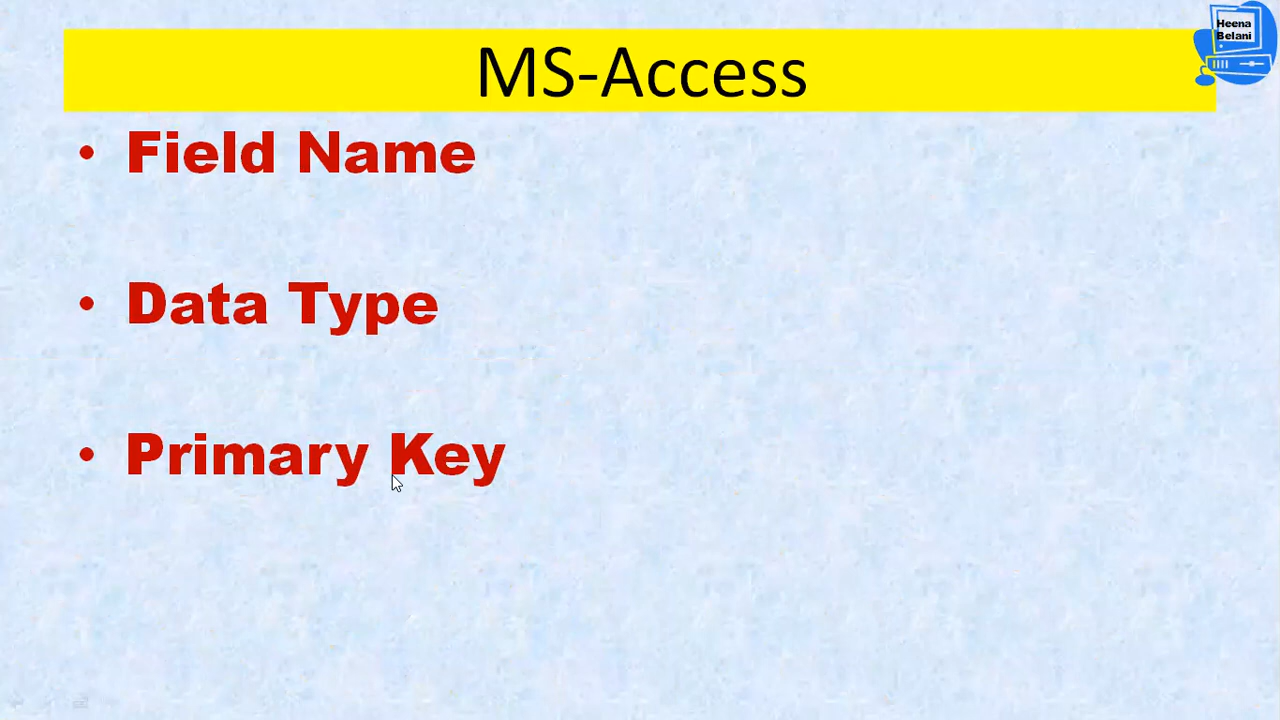 Heena
Belani
MS-Access
• Field Name
• Data Type
• Primary Key